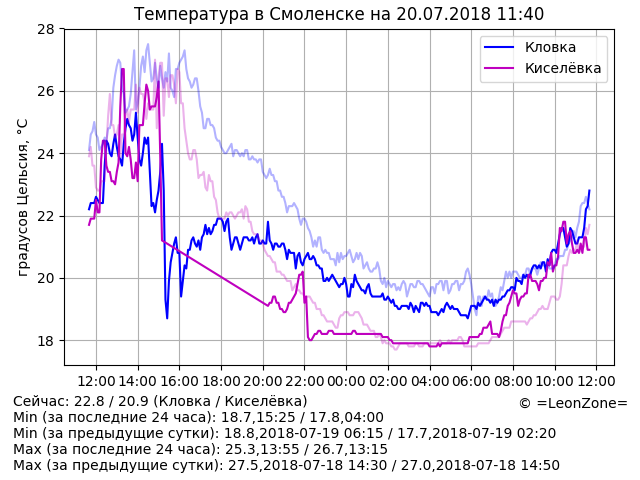 Температура в Смоленске на 20.07.2018 11:40
градусов Цельсия, °C
28
26
24
22
20
18
Кловка
Киселёвка
12:00 14:00 16:00 18:00 20:00 22:00 00:00 02:00 04:00 06:00 08:00 10:00 12:00
Сейчас: 22.8 / 20.9 (Кловка / Киселёвка)
© =LeonZone=
Min (за последние 24 часа): 18.7,15:25 / 17.8,04:00
Min (за предыдущие сутки): 18.8,2018-07-19 06:15 / 17.7,2018-07-19 02:20
Max (за последние 24 часа): 25.3,13:55 / 26.7,13:15
Max (за предыдущие сутки): 27.5,2018-07-18 14:30 / 27.0,2018-07-18 14:50